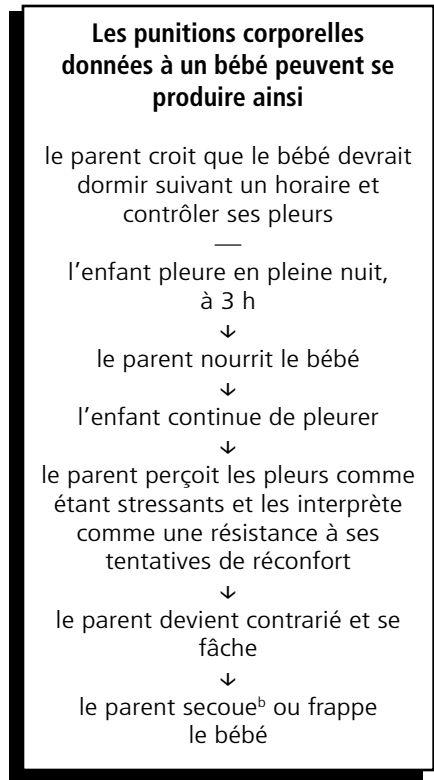 Les punitions corporelles
données à un bébé peuvent se
produire ainsi
le parent croit que le bébé devrait
dormir suivant un horaire et
contrôler ses pleurs
—
l’enfant pleure en pleine nuit,
à 3 h
↓
le parent nourrit le bébé
↓
l’enfant continue de pleurer
↓
le parent perçoit les pleurs comme
étant stressants et les interprète
comme une résistance à ses
tentatives de réconfort
↓
le parent devient contrarié et se
fâche
↓
le parent secoueᵇ ou frappe
le bébé